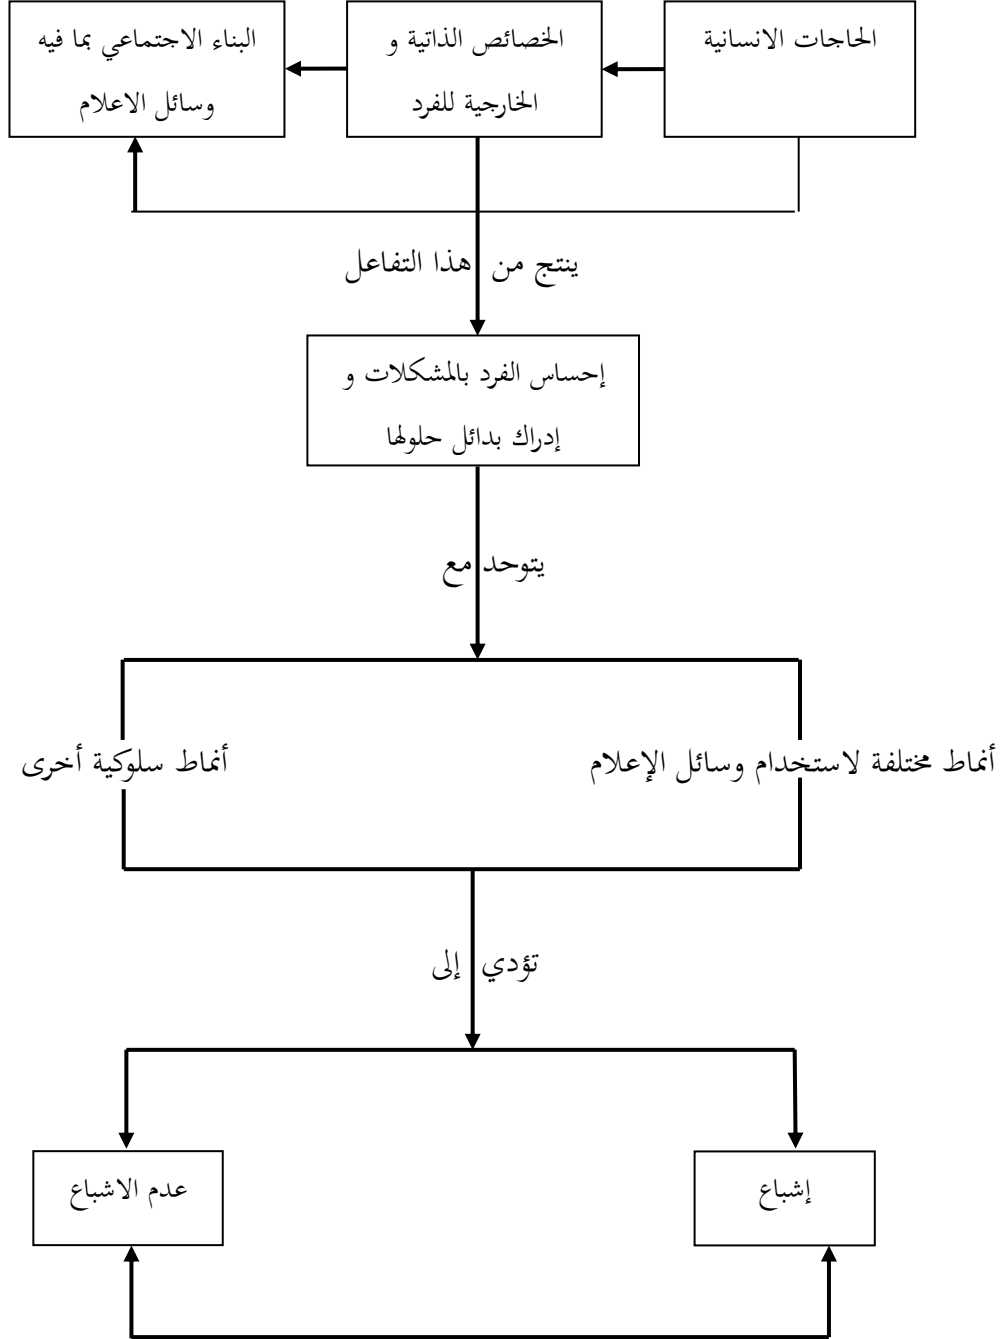 الحاجات الانسانية
الخصائص الذاتية و
الخارجية للفرد
البناء الاجتماعي بما فيه
وسائل الاعلام
ينتج من هذا التفاعل
إحساس الفرد بالمشكلات و
إدراك بدائل حلولها
يتوحد مع
أنماط مختلفة لاستخدام وسائل الإعلام
أنماط سلوكية أخرى
تؤدي إلى
إشباع
عدم الاشباع